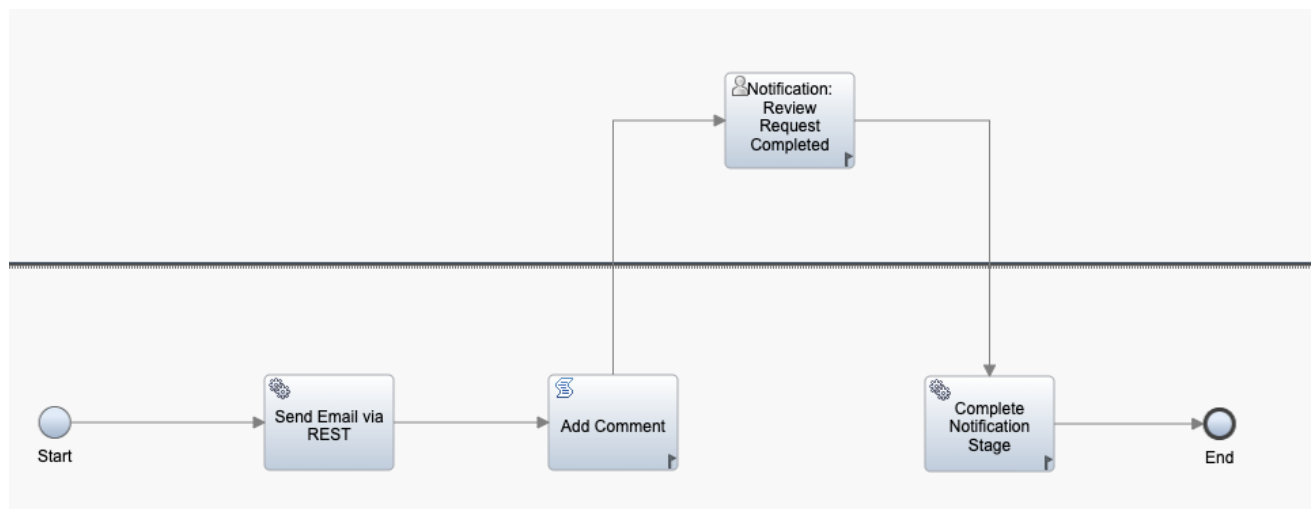 Notification:
Review
Request
Completed
Start
Send Email via
REST
Add Comment
Complete
Notification
Stage
End